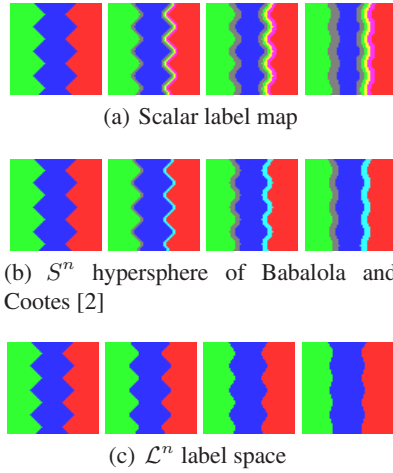 (a) Scalar label map
(b) Sⁿ hypersphere of Babalola and
Cootes [2]
(c) ℒⁿ label space